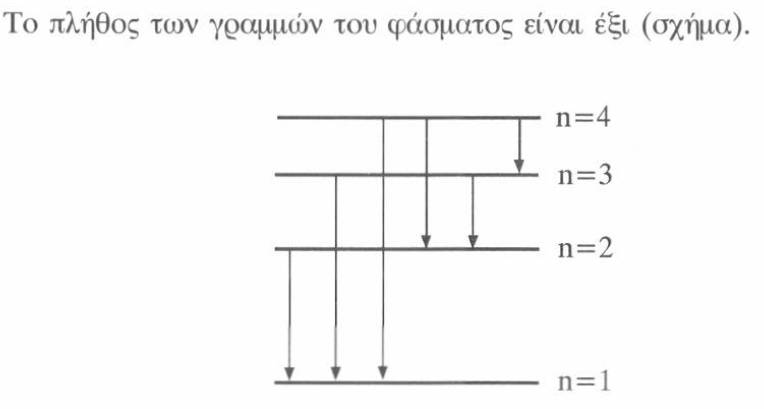 Το πλήθος των γραμμών του φάσματος είναι έξι (σχήμα).
n=4
n=3
n=2
n=1